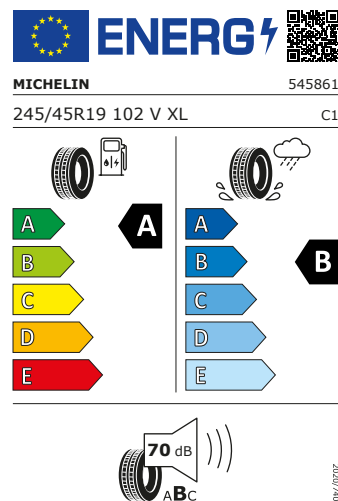 ENERG
MICHELIN 545861
245/45R19 102 V XL C1
A A A
B B B
C C
D D
E E
70 dB
ABC
2020/740